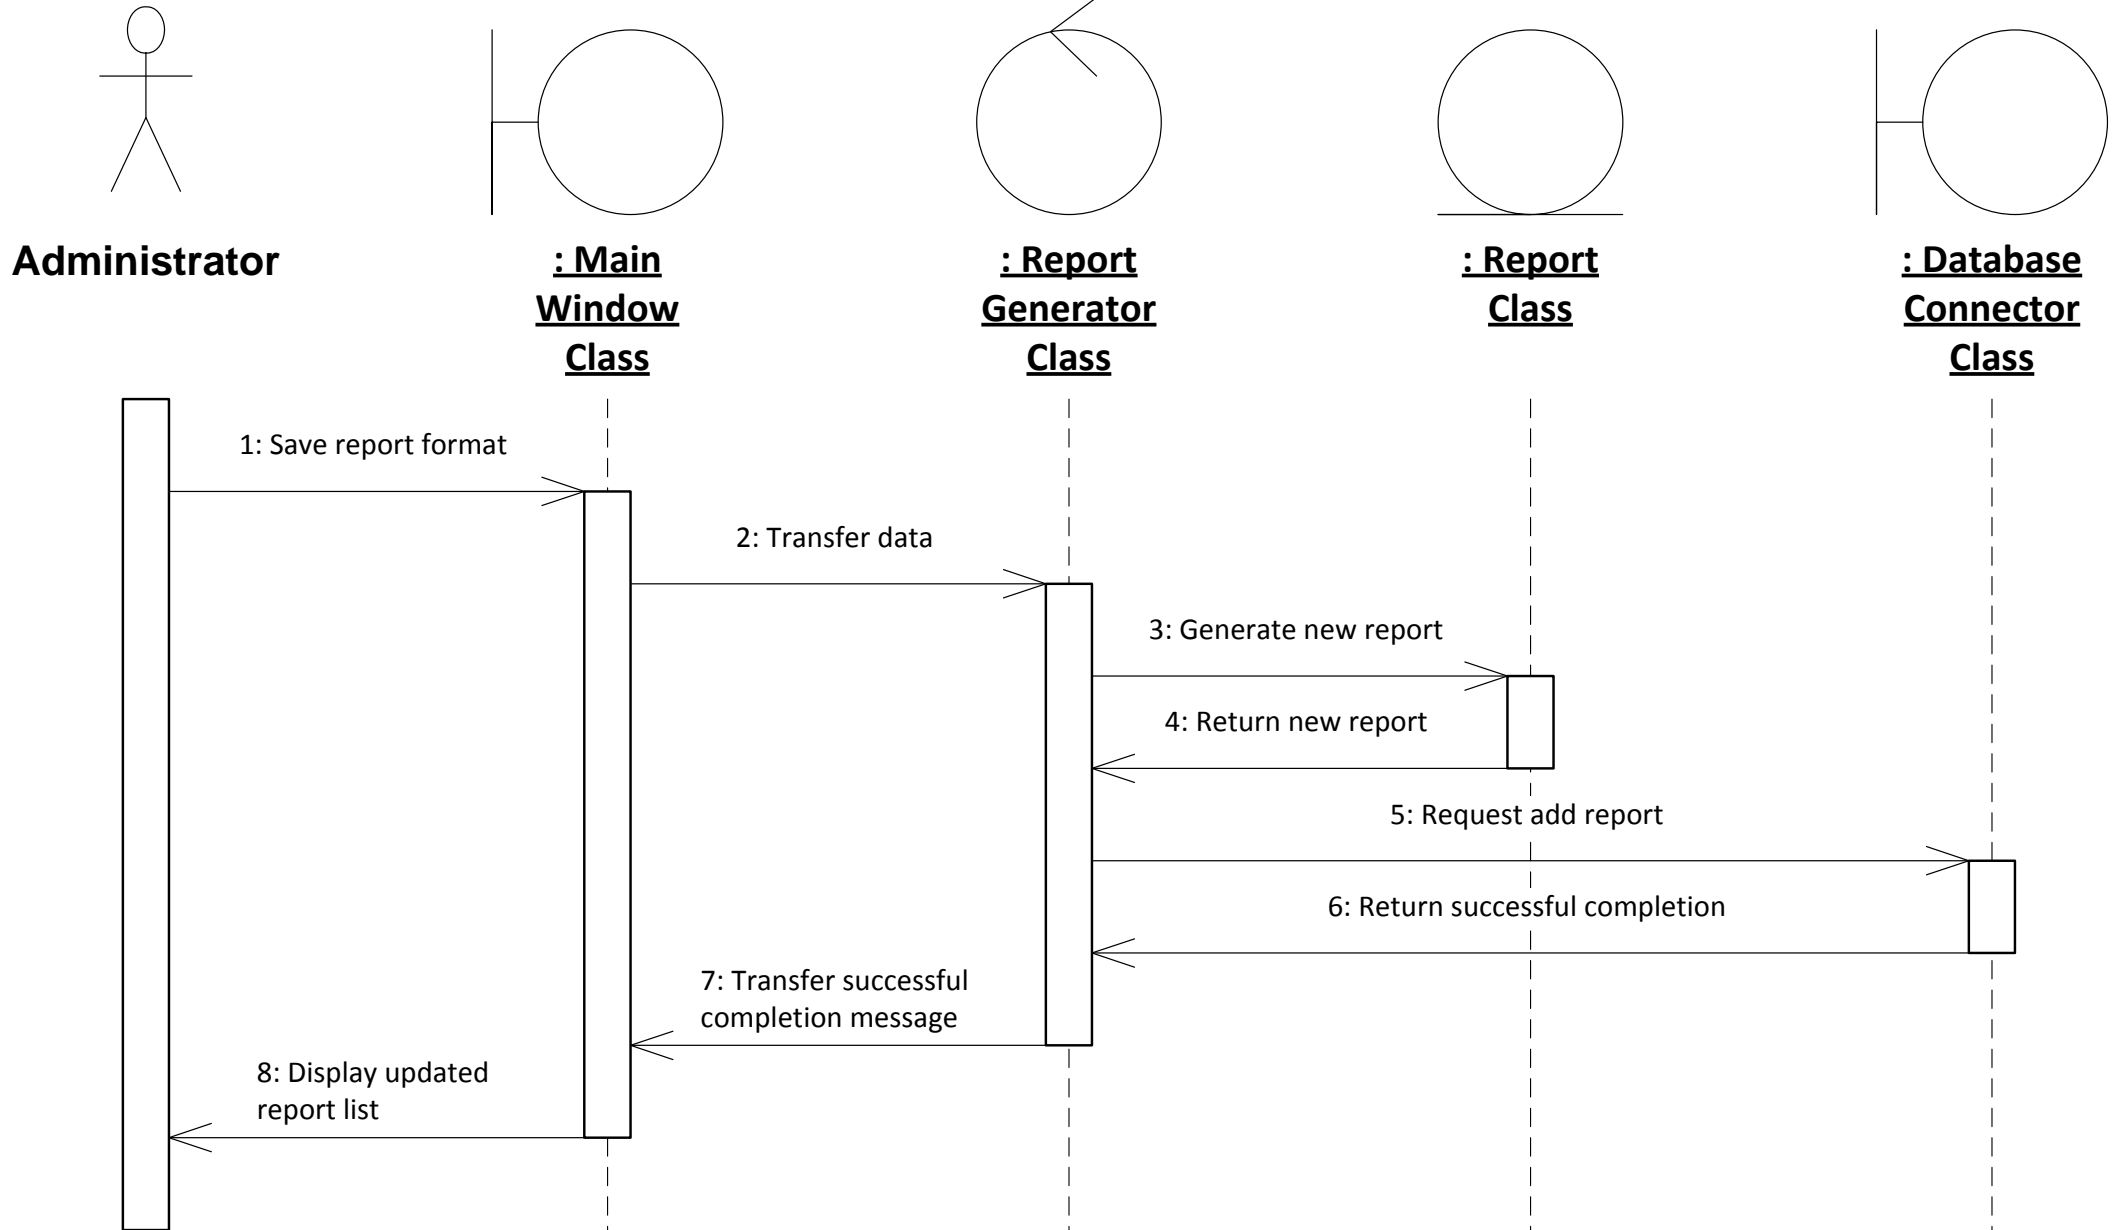 Administrator
: Main
Window
Class
: Report
Generator
Class
: Report
Class
: Database
Connector
Class
1: Save report format
2: Transfer data
3: Generate new report
4: Return new report
5: Request add report
6: Return successful completion
7: Transfer successful
completion message
8: Display updated
report list